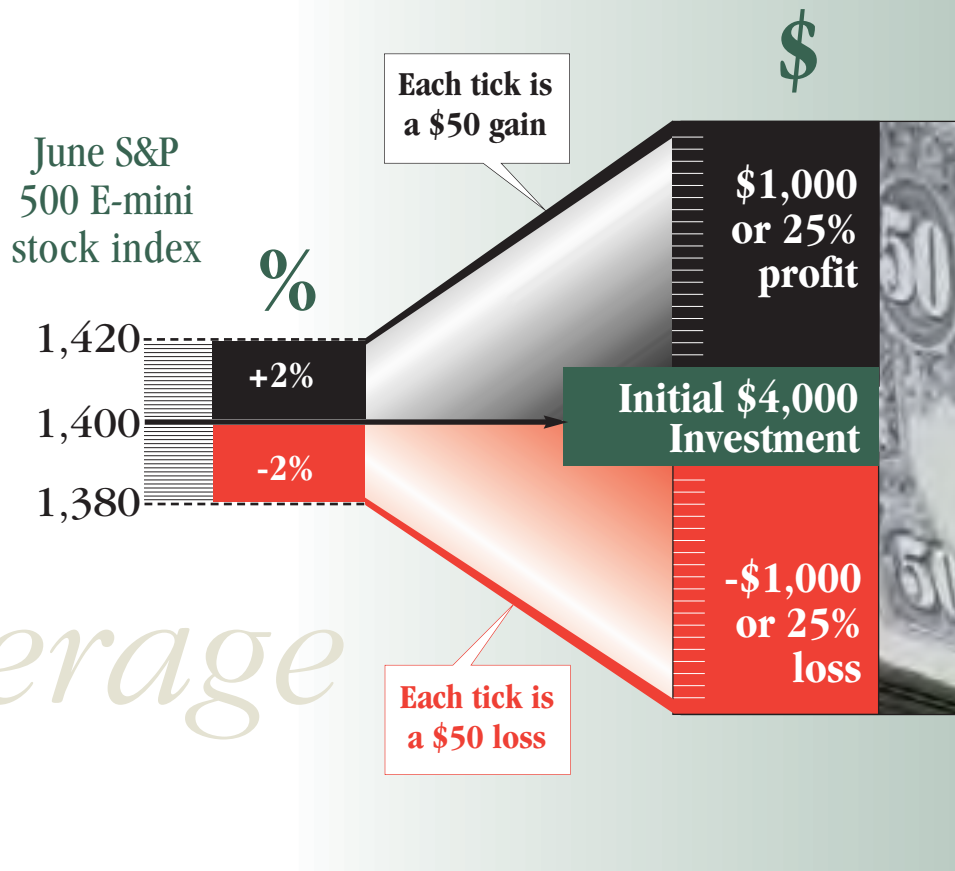 $
Each tick is
a $50 gain
June S&P
500 E-mini
stock index
%
$1,000
or 25%
profit
1,420
+2%
1,400
Initial $4,000
Investment
-2%
1,380
-$1,000
or 25%
loss
erage
Each tick is
a $50 loss
50
50